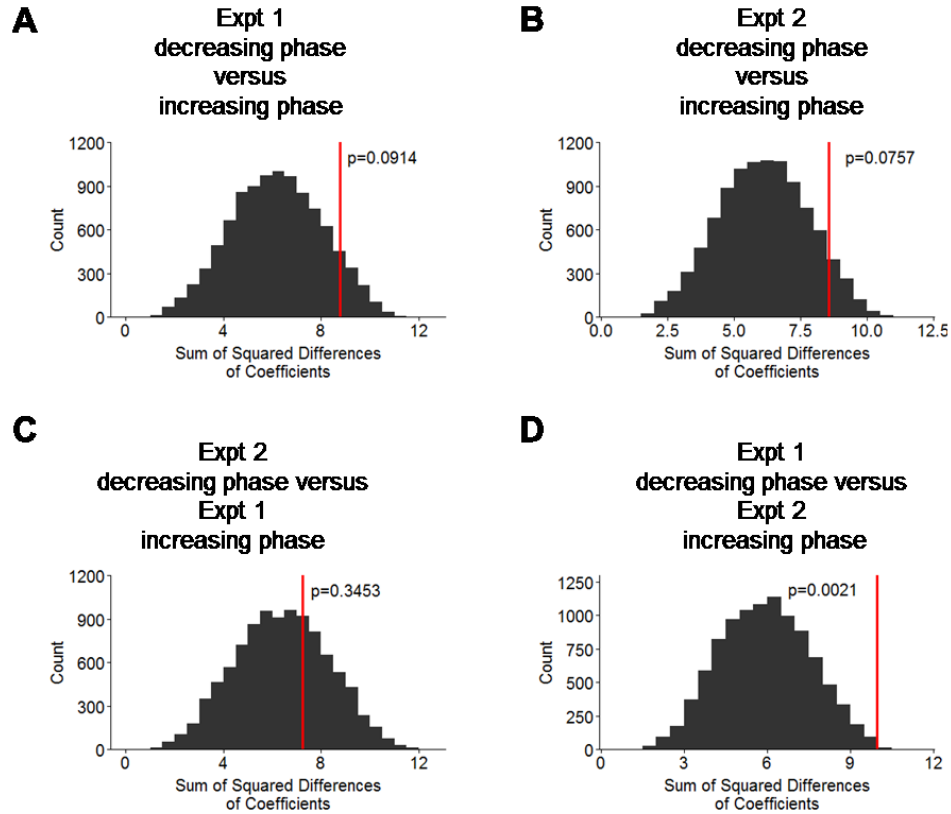 A
Expt 1
decreasing phase
versus
increasing phase
1200
900
600
300
0
Count
p=0.0914
0 4 8 12
Sum of Squared Differences
of Coefficients
B
Expt 2
decreasing phase
versus
increasing phase
1200
900
600
300
0
Count
p=0.0757
0.0 2.5 5.0 7.5 10.0 12.5
Sum of Squared Differences
of Coefficients
C
Expt 2
decreasing phase versus
Expt 1
increasing phase
1200
900
600
300
0
Count
p=0.3453
0 4 8 12
Sum of Squared Differences
of Coefficients
D
Expt 1
decreasing phase versus
Expt 2
increasing phase
1250
1000
750
500
250
0
Count
p=0.0021
0 3 6 9 12
Sum of Squared Differences
of Coefficients